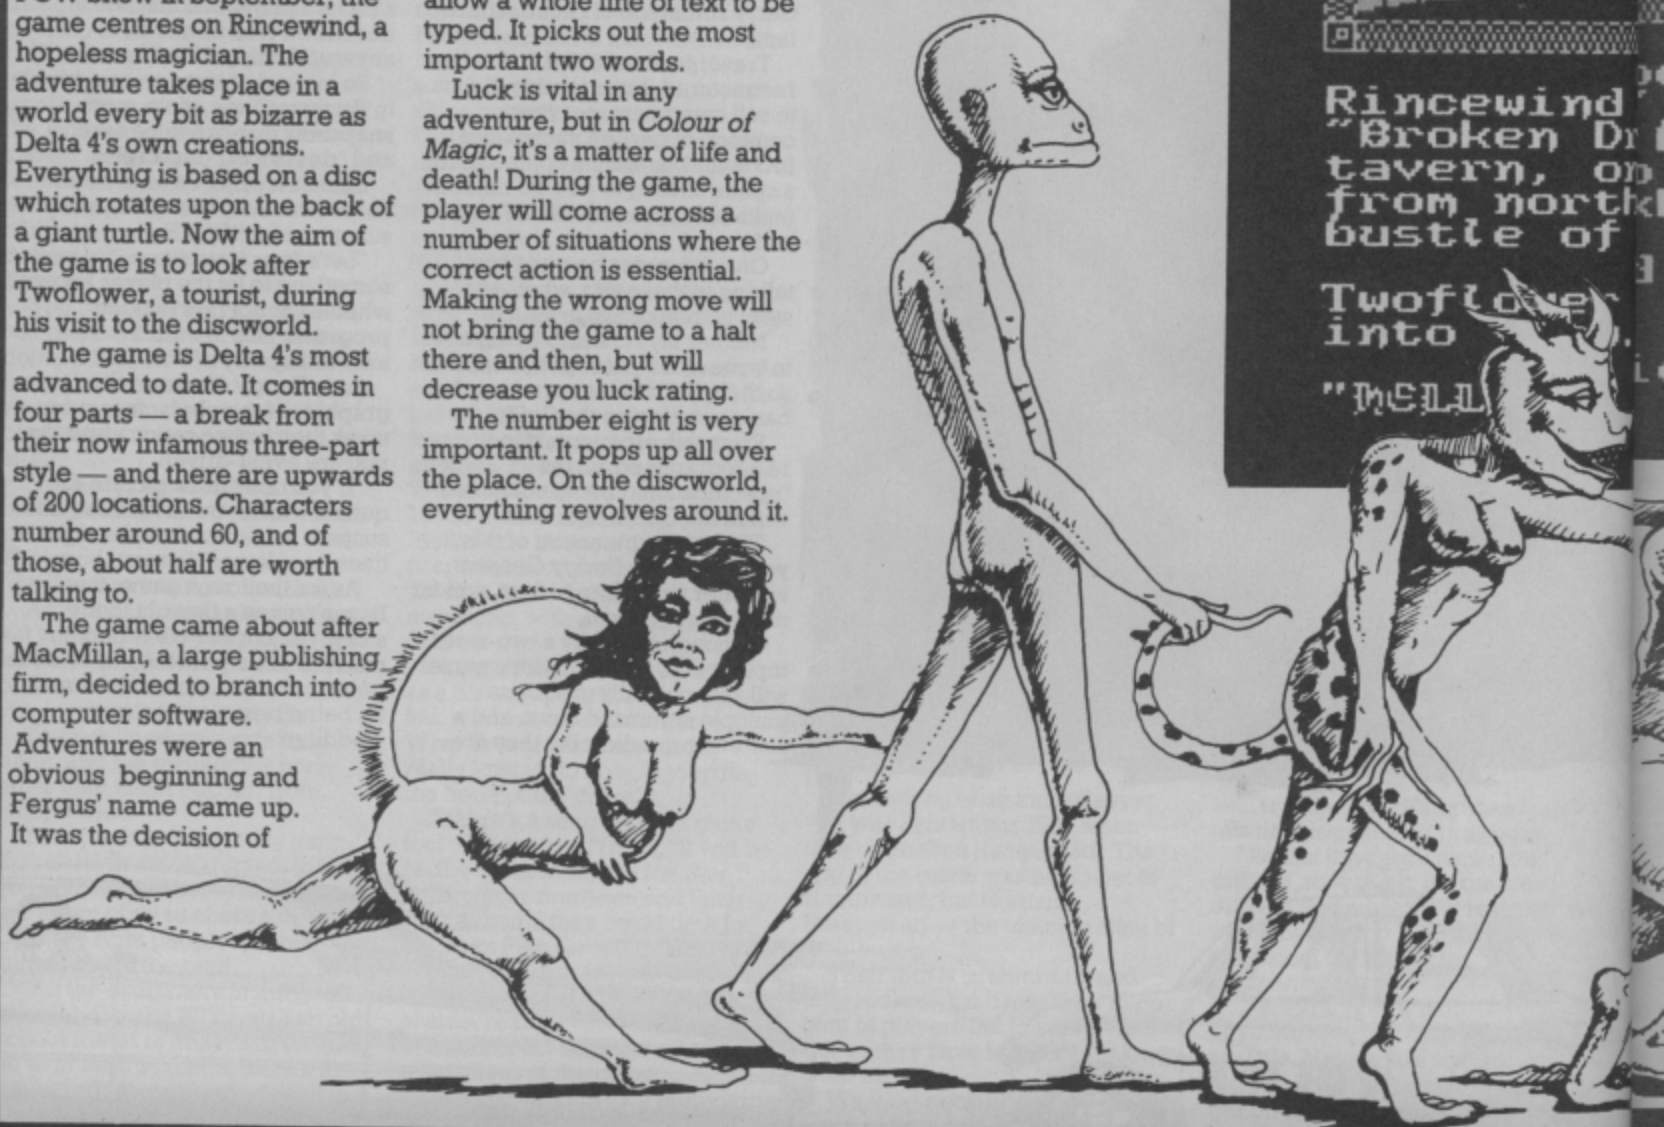 game centres on Rincewind, a
hopeless magician. The
adventure takes place in a
world every bit as bizarre as
Delta 4's own creations.
Everything is based on a disc
which rotates upon the back of
a giant turtle. Now the aim of
the game is to look after
Twoflower, a tourist, during
his visit to the discworld.
The game is Delta 4's most
advanced to date. It comes in
four parts — a break from
their now infamous three-part
style — and there are upwards
of 200 locations. Characters
number around 60, and of
those, about half are worth
talking to.
The game came about after
MacMillan, a large publishing
firm, decided to branch into
computer software.
Adventures were an
obvious beginning and
Fergus' name came up.
It was the decision of
allow a whole line of text to be
typed. It picks out the most
important two words.
Luck is vital in any
adventure, but in Colour of
Magic, it's a matter of life and
death! During the game, the
player will come across a
number of situations where the
correct action is essential.
Making the wrong move will
not bring the game to a halt
there and then, but will
decrease you luck rating.
The number eight is very
important. It pops up all over
the place. On the discworld,
everything revolves around it.
Rincewind
"Broken Dr
tavern, on
from north
bustle of
Twoflower
into